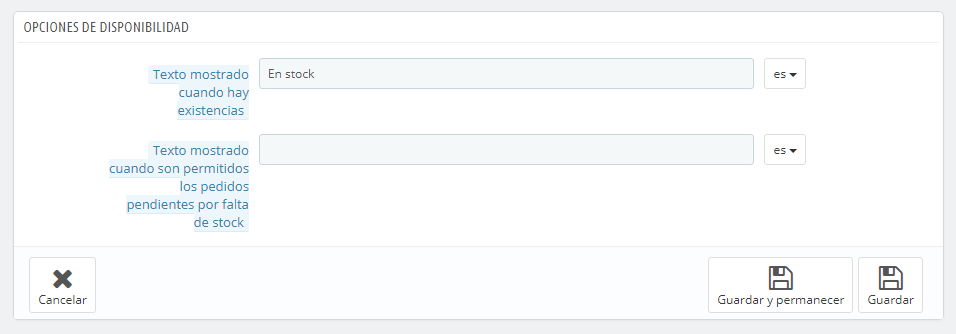 OPCIONES DE DISPONIBILIDAD
Texto mostrado
cuando hay
existencias
En stock
es
Texto mostrado
cuando son permitidos
los pedidos
pendientes por falta
de stock
es
Cancelar
Guardar y permanecer
Guardar